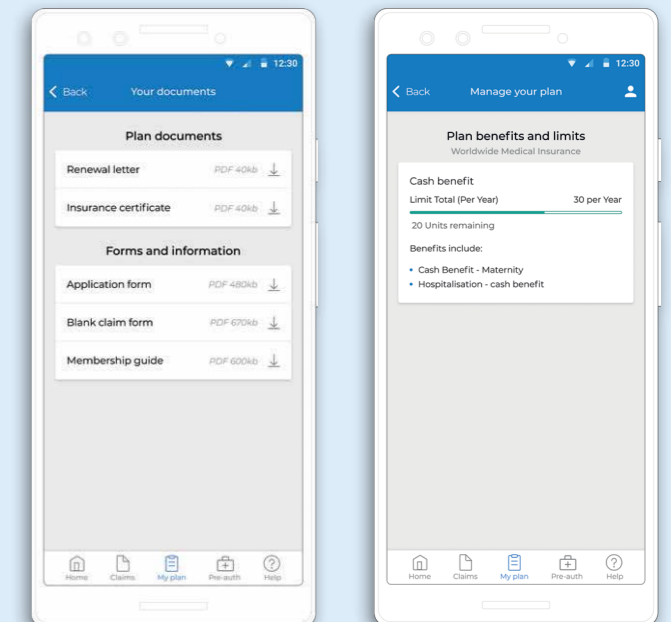 12:30
Back Your documents
Plan documents
Renewal letter PDF 40kb
Insurance certificate PDF 40kb
Forms and information
Application form PDF 480kb
Blank claim form PDF 670kb
Membership guide PDF 600kb
Home Claims My plan Pre-auth Help
12:30
Back Manage your plan
Plan benefits and limits
Worldwide Medical Insurance
Cash benefit
Limit Total (Per Year) 30 per Year
20 Units remaining
Benefits include:
• Cash Benefit - Maternity
• Hospitalisation - cash benefit
Home Claims My plan Pre-auth Help